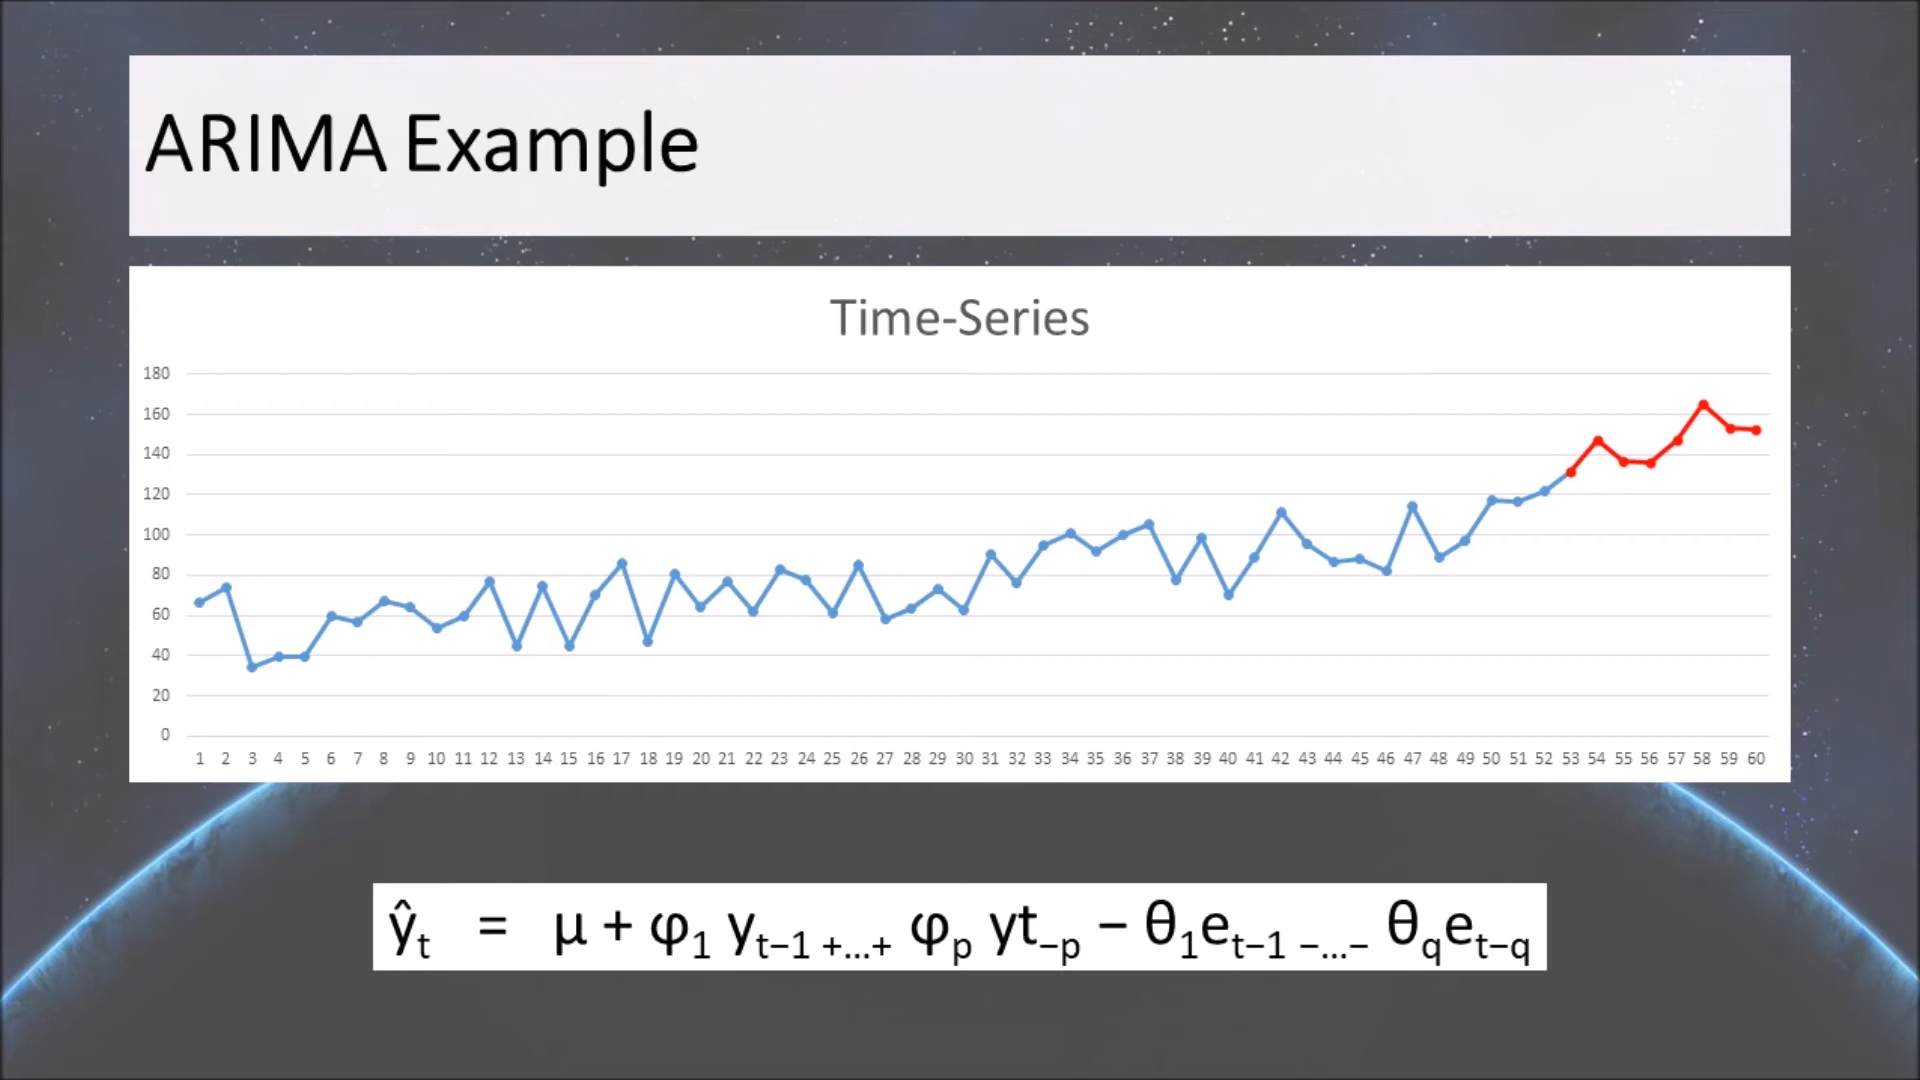 ARIMA Example
Time-Series
180
160
140
120
100
80
60
40
20
0
1 2 3 4 5 6 7 8 9 10 11 12 13 14 15 16 17 18 19 20 21 22 23 24 25 26 27 28 29 30 31 32 33 34 35 36 37 38 39 40 41 42 43 44 45 46 47 48 49 50 51 52 53 54 55 56 57 58 59 60
ŷₜ = μ + φ₁ yₜ₋₁ +...+ φₚ yt₋ₚ − θ₁eₜ₋₁ −...− θqeₜ₋q